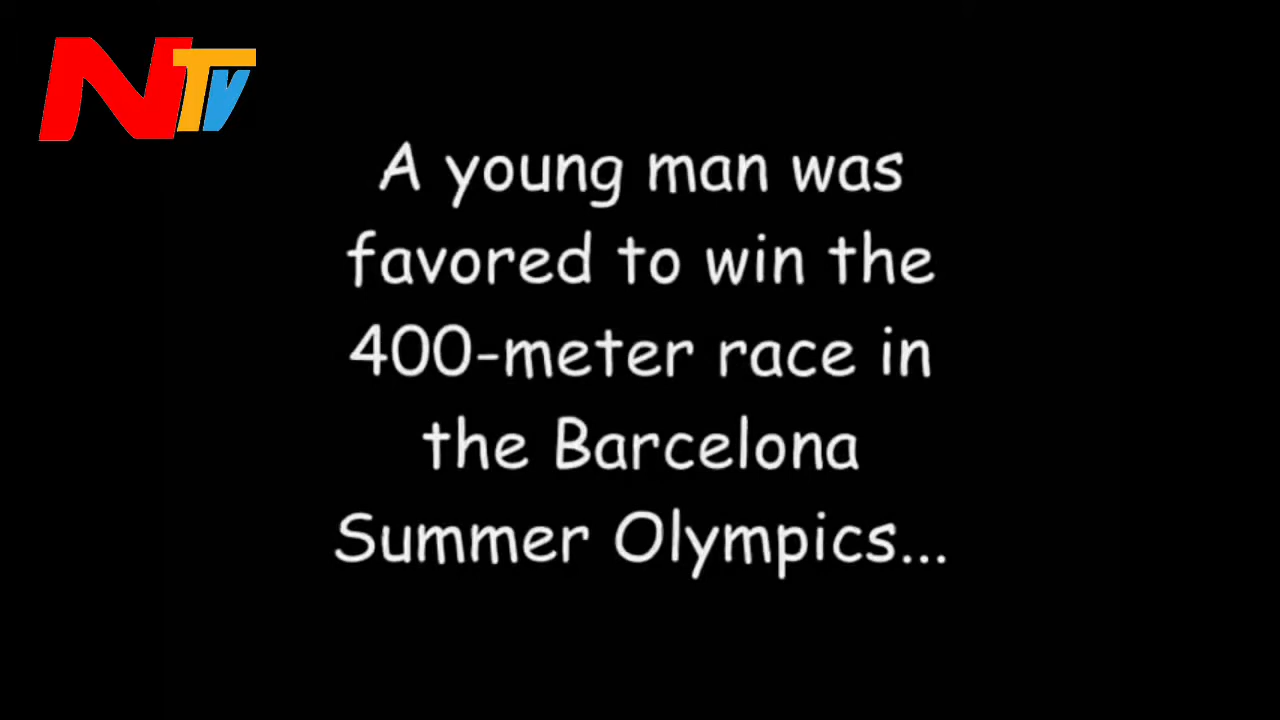 NTV
A young man was
favored to win the
400-meter race in
the Barcelona
Summer Olympics...